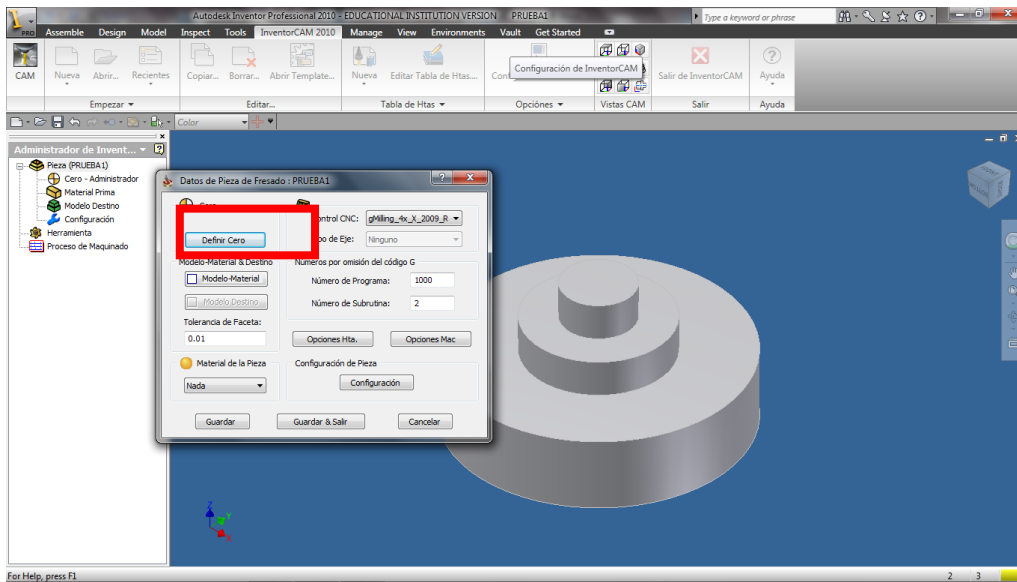 Autodesk Inventor Professional 2010 - EDUCATIONAL INSTITUTION VERSION PRUEBA1
Type a keyword or phrase
PRO Assemble Design Model Inspect Tools InventorCAM 2010 Manage View Environments Vault Get Started
CAM Nueva Abrir... Recientes Copiar... Borrar... Abrir Template... Nueva Editar Tabla de Htas... Salir de InventorCAM Ayuda
Configuración de InventorCAM
Empezar Editar... Tabla de Htas Opciónes Vistas CAM Salir Ayuda
Color
Administrador de Invent...
Pieza (PRUEBA1)
Cero - Administrador
Material Prima
Modelo Destino
Configuración
Herramienta
Proceso de Maquinado
Datos de Pieza de Fresado : PRUEBA1
Control CNC: gMilling_4x_X_2009_R
Definir Cero de Eje: Ninguno
Modelo-Material & Destino Números por omisión del código G
Modelo-Material Número de Programa: 1000
Modelo Destino Número de Subrutina: 2
Tolerancia de Faceta:
0.01 Opciones Hta. Opciones Mac
Material de la Pieza Configuración de Pieza
Nada Configuración
Guardar Guardar & Salir Cancelar
Z
Y
X
For Help, press F1 2 3